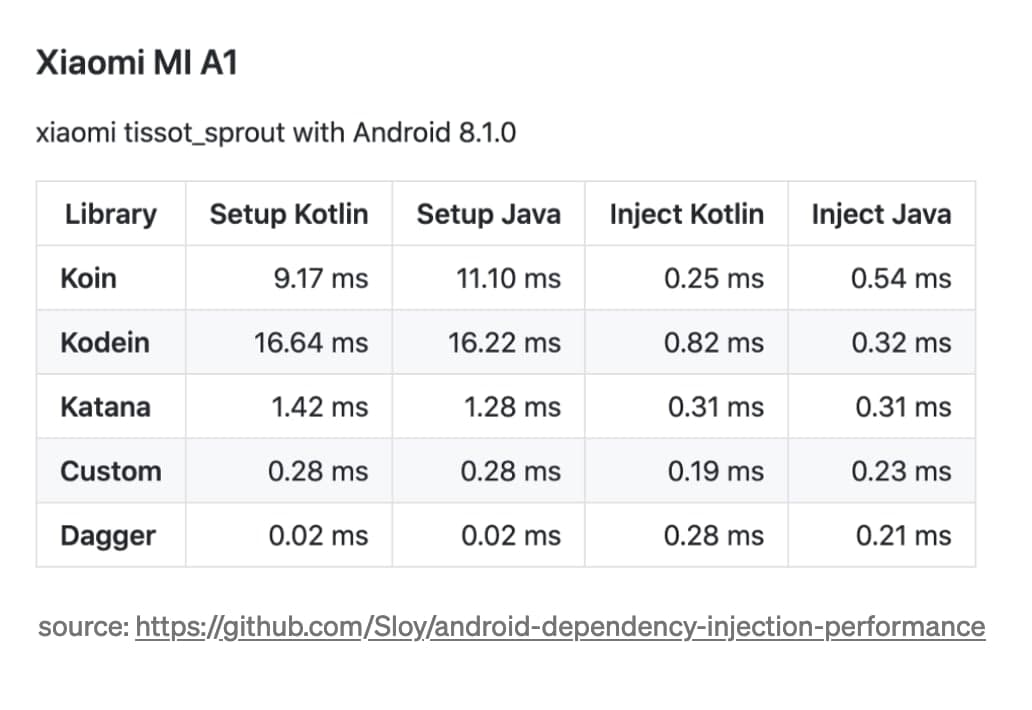 Xiaomi MI A1
xiaomi tissot_sprout with Android 8.1.0
Library Setup Kotlin Setup Java Inject Kotlin Inject Java
Koin 9.17 ms 11.10 ms 0.25 ms 0.54 ms
Kodein 16.64 ms 16.22 ms 0.82 ms 0.32 ms
Katana 1.42 ms 1.28 ms 0.31 ms 0.31 ms
Custom 0.28 ms 0.28 ms 0.19 ms 0.23 ms
Dagger 0.02 ms 0.02 ms 0.28 ms 0.21 ms
source: https://github.com/Sloy/android-dependency-injection-performance